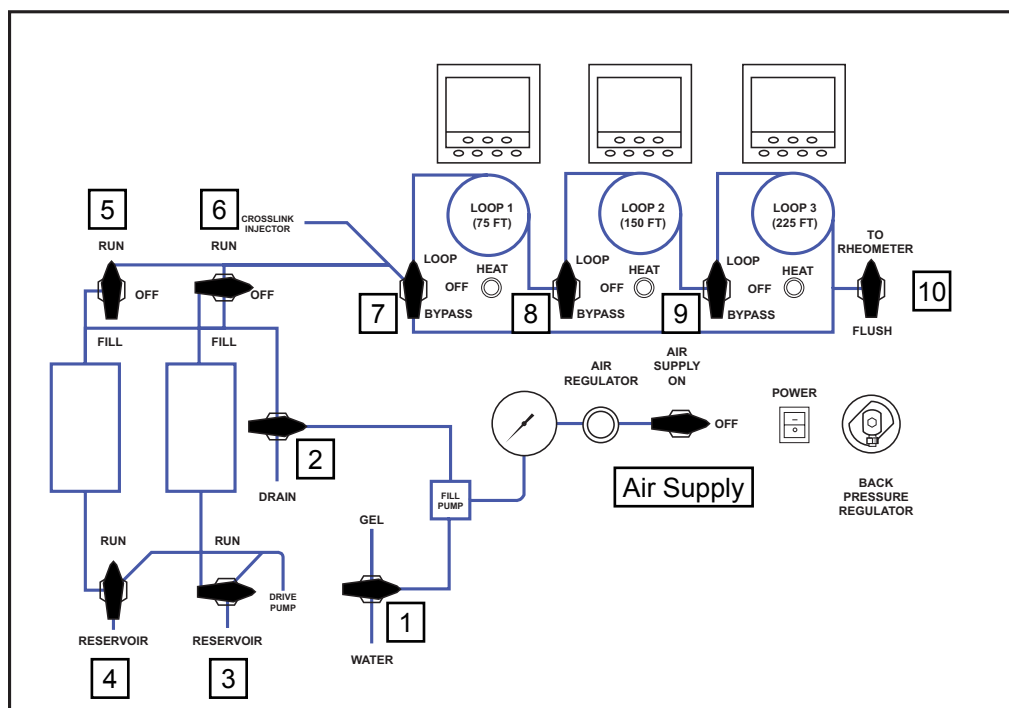 5
RUN
OFF
FILL
6
RUN
OFF
FILL
CROSSLINK
INJECTOR
LOOP 1
(75 FT)
LOOP 2
(150 FT)
LOOP 3
(225 FT)
LOOP
OFF
HEAT
BYPASS
7
LOOP
OFF
HEAT
BYPASS
8
LOOP
OFF
HEAT
BYPASS
9
TO
RHEOMETER
10
FLUSH
AIR
REGULATOR
AIR
SUPPLY
ON
OFF
POWER
Air Supply
BACK
PRESSURE
REGULATOR
2
DRAIN
FILL
PUMP
GEL
1
WATER
RUN
RESERVOIR
4
RUN
DRIVE
PUMP
RESERVOIR
3